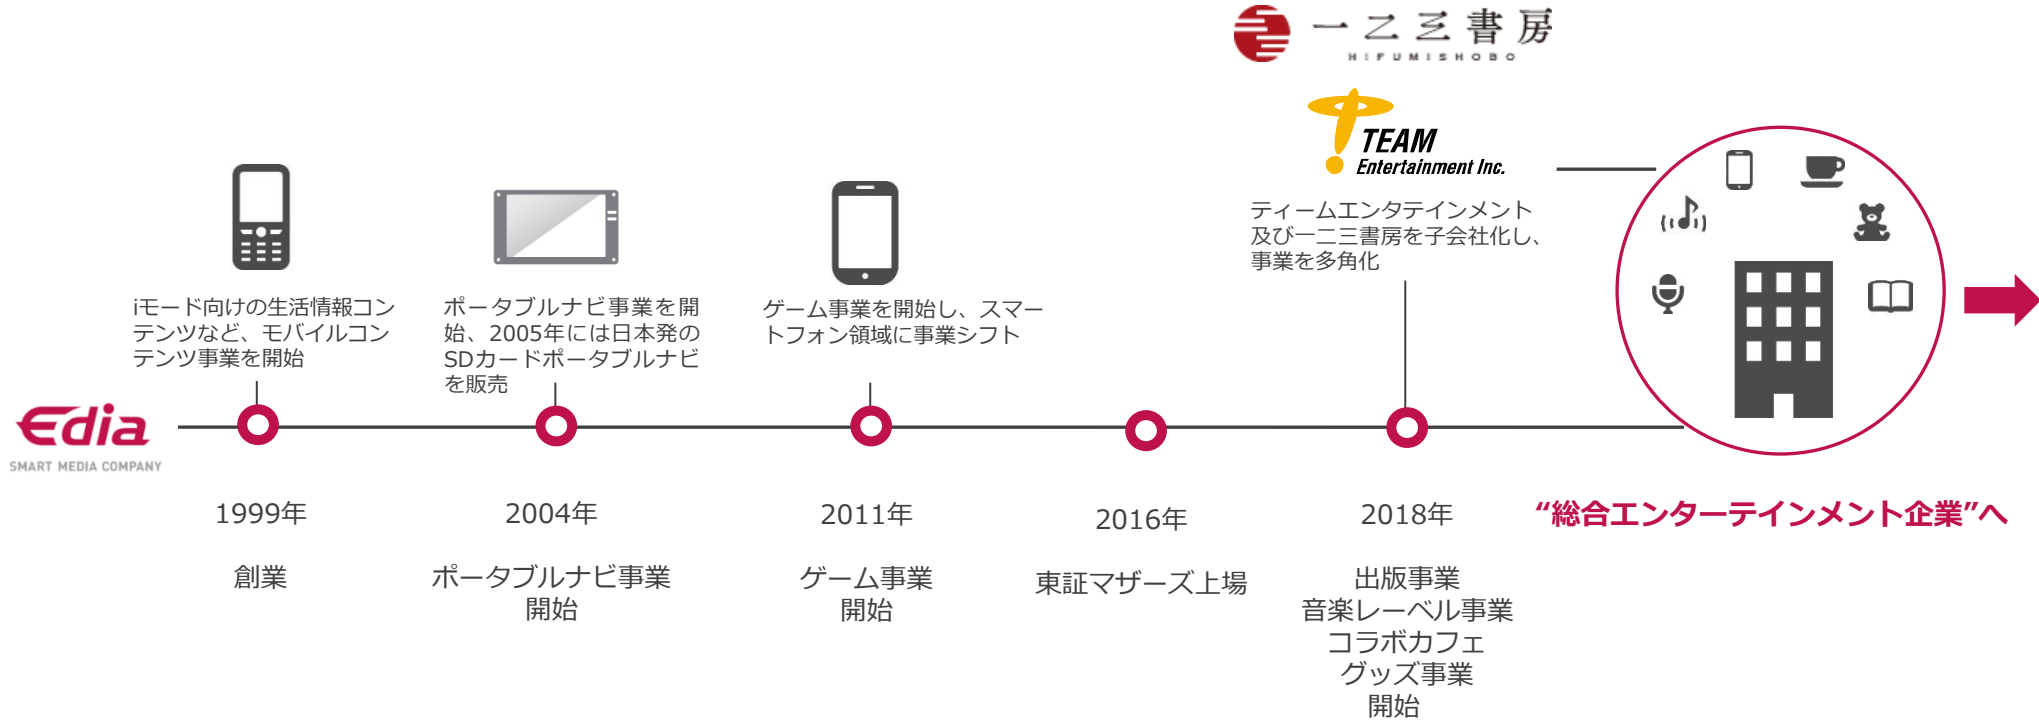 一二三書房
HIFUMISHOBO
TEAM
Entertainment Inc.
ティームエンタテインメント
及び一二三書房を子会社化し、
事業を多角化
iモード向けの生活情報コン
テンツなど、モバイルコン
テンツ事業を開始
ポータブルナビ事業を開
始、2005年には日本発の
SDカードポータブルナビ
を販売
ゲーム事業を開始し、スマー
トフォン領域に事業シフト
Edia
SMART MEDIA COMPANY
1999年
創業
2004年
ポータブルナビ事業
開始
2011年
ゲーム事業
開始
2016年
東証マザーズ上場
2018年
出版事業
音楽レーベル事業
コラボカフェ
グッズ事業
開始
“総合エンターテインメント企業”へ